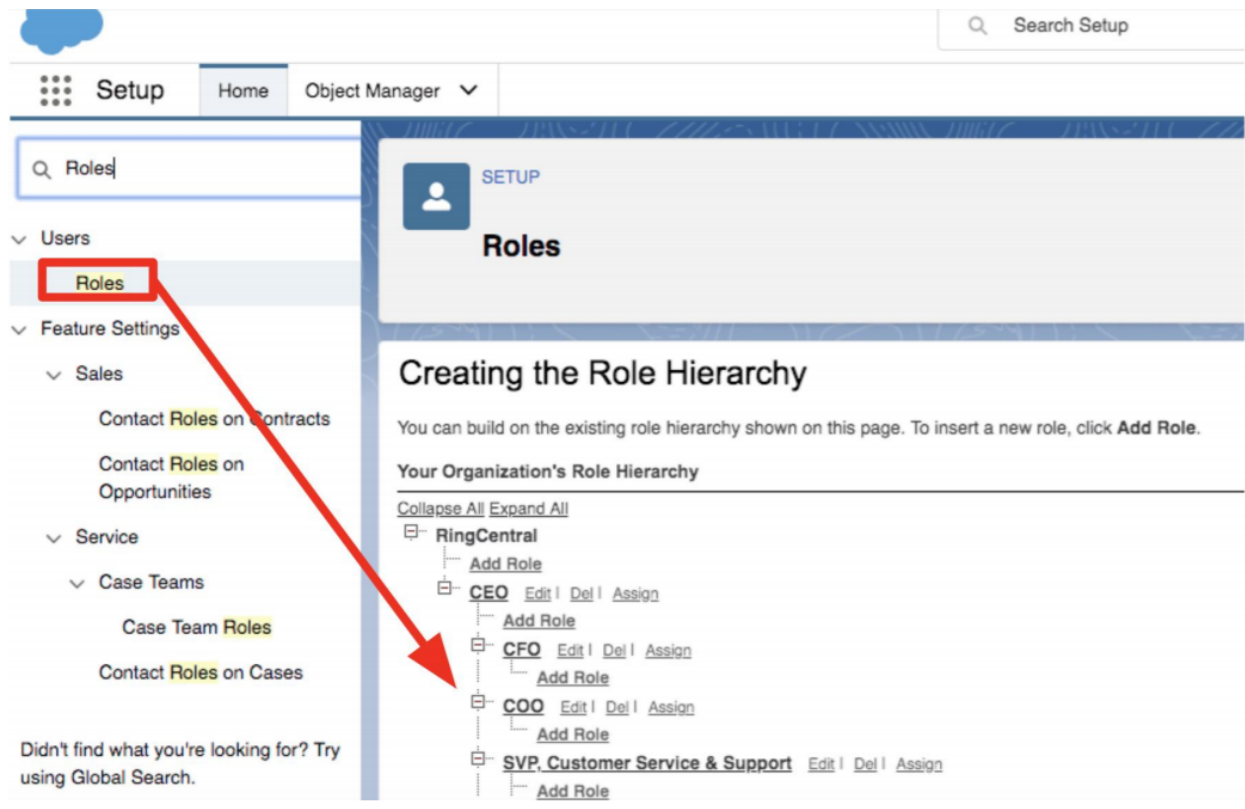 Search Setup
Setup
Home
Object Manager
Roles
Users
Roles
Feature Settings
Sales
Contact Roles on Contracts
Contact Roles on
Opportunities
Service
Case Teams
Case Team Roles
Contact Roles on Cases
Didn't find what you're looking for? Try
using Global Search.
SETUP
Roles
Creating the Role Hierarchy
You can build on the existing role hierarchy shown on this page. To insert a new role, click Add Role.
Your Organization's Role Hierarchy
Collapse All Expand All
RingCentral
Add Role
CEO Edit | Del | Assign
Add Role
CFO Edit | Del | Assign
Add Role
COO Edit | Del | Assign
Add Role
SVP, Customer Service & Support Edit | Del | Assign
Add Role